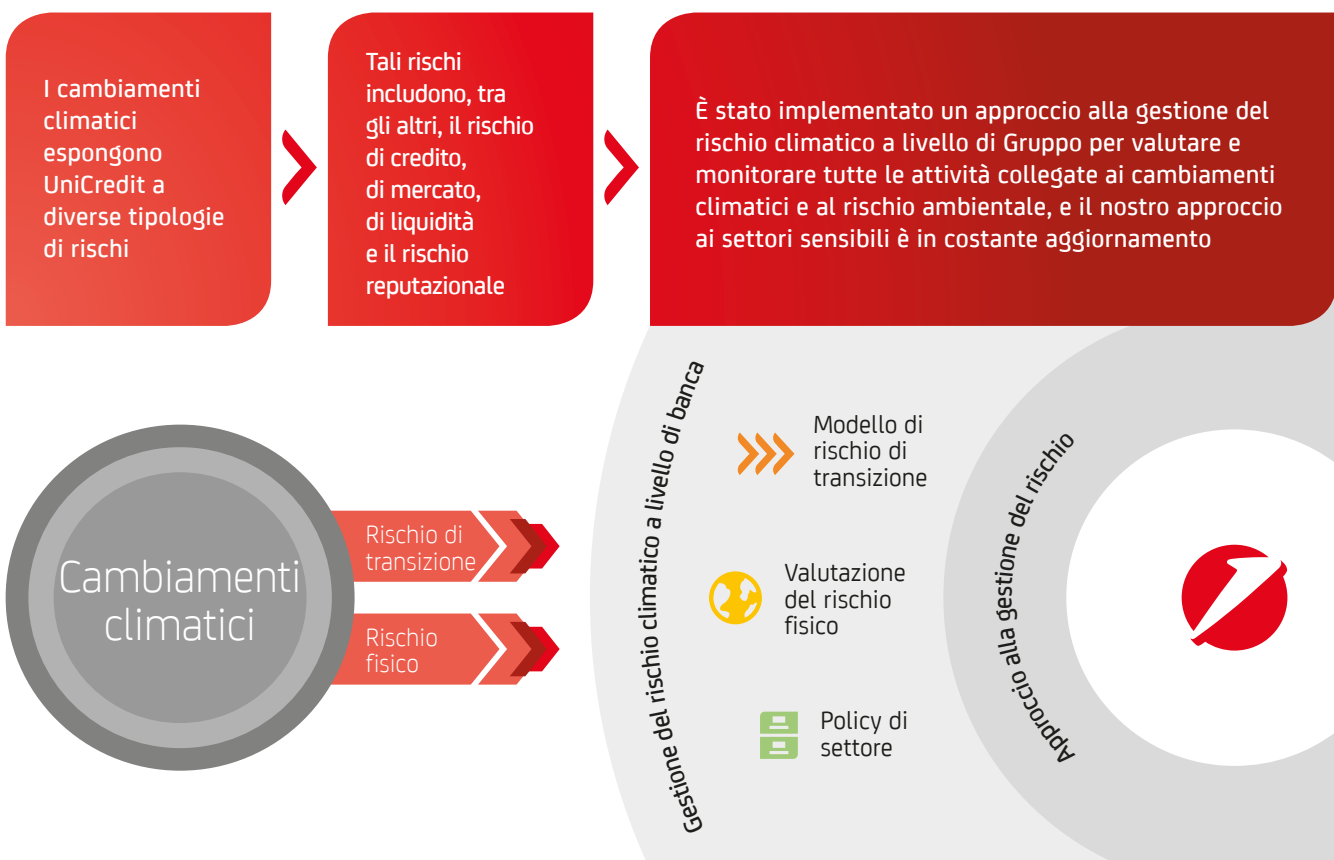 I cambiamenti
climatici
espongono
UniCredit a
diverse tipologie
di rischi
Tali rischi
includono, tra
gli altri, il rischio
di credito,
di mercato,
di liquidità
e il rischio
reputazionale
È stato implementato un approccio alla gestione del
rischio climatico a livello di Gruppo per valutare e
monitorare tutte le attività collegate ai cambiamenti
climatici e al rischio ambientale, e il nostro approccio
ai settori sensibili è in costante aggiornamento
Cambiamenti
climatici
Rischio di
transizione
Rischio
fisico
Gestione del rischio climatico a livello di banca
Modello di
rischio di
transizione
Valutazione
del rischio
fisico
Policy di
settore
Approccio alla gestione del rischio